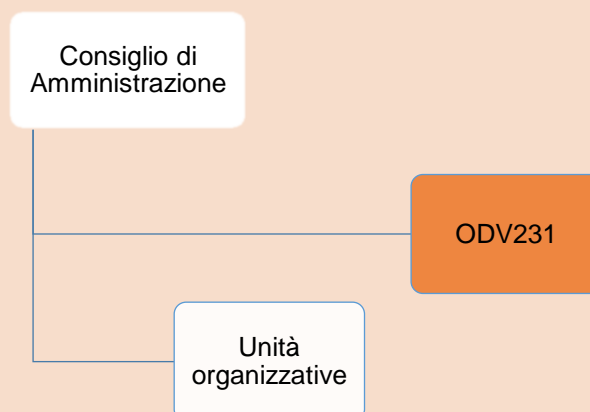 Consiglio di
Amministrazione
ODV231
Unità
organizzative